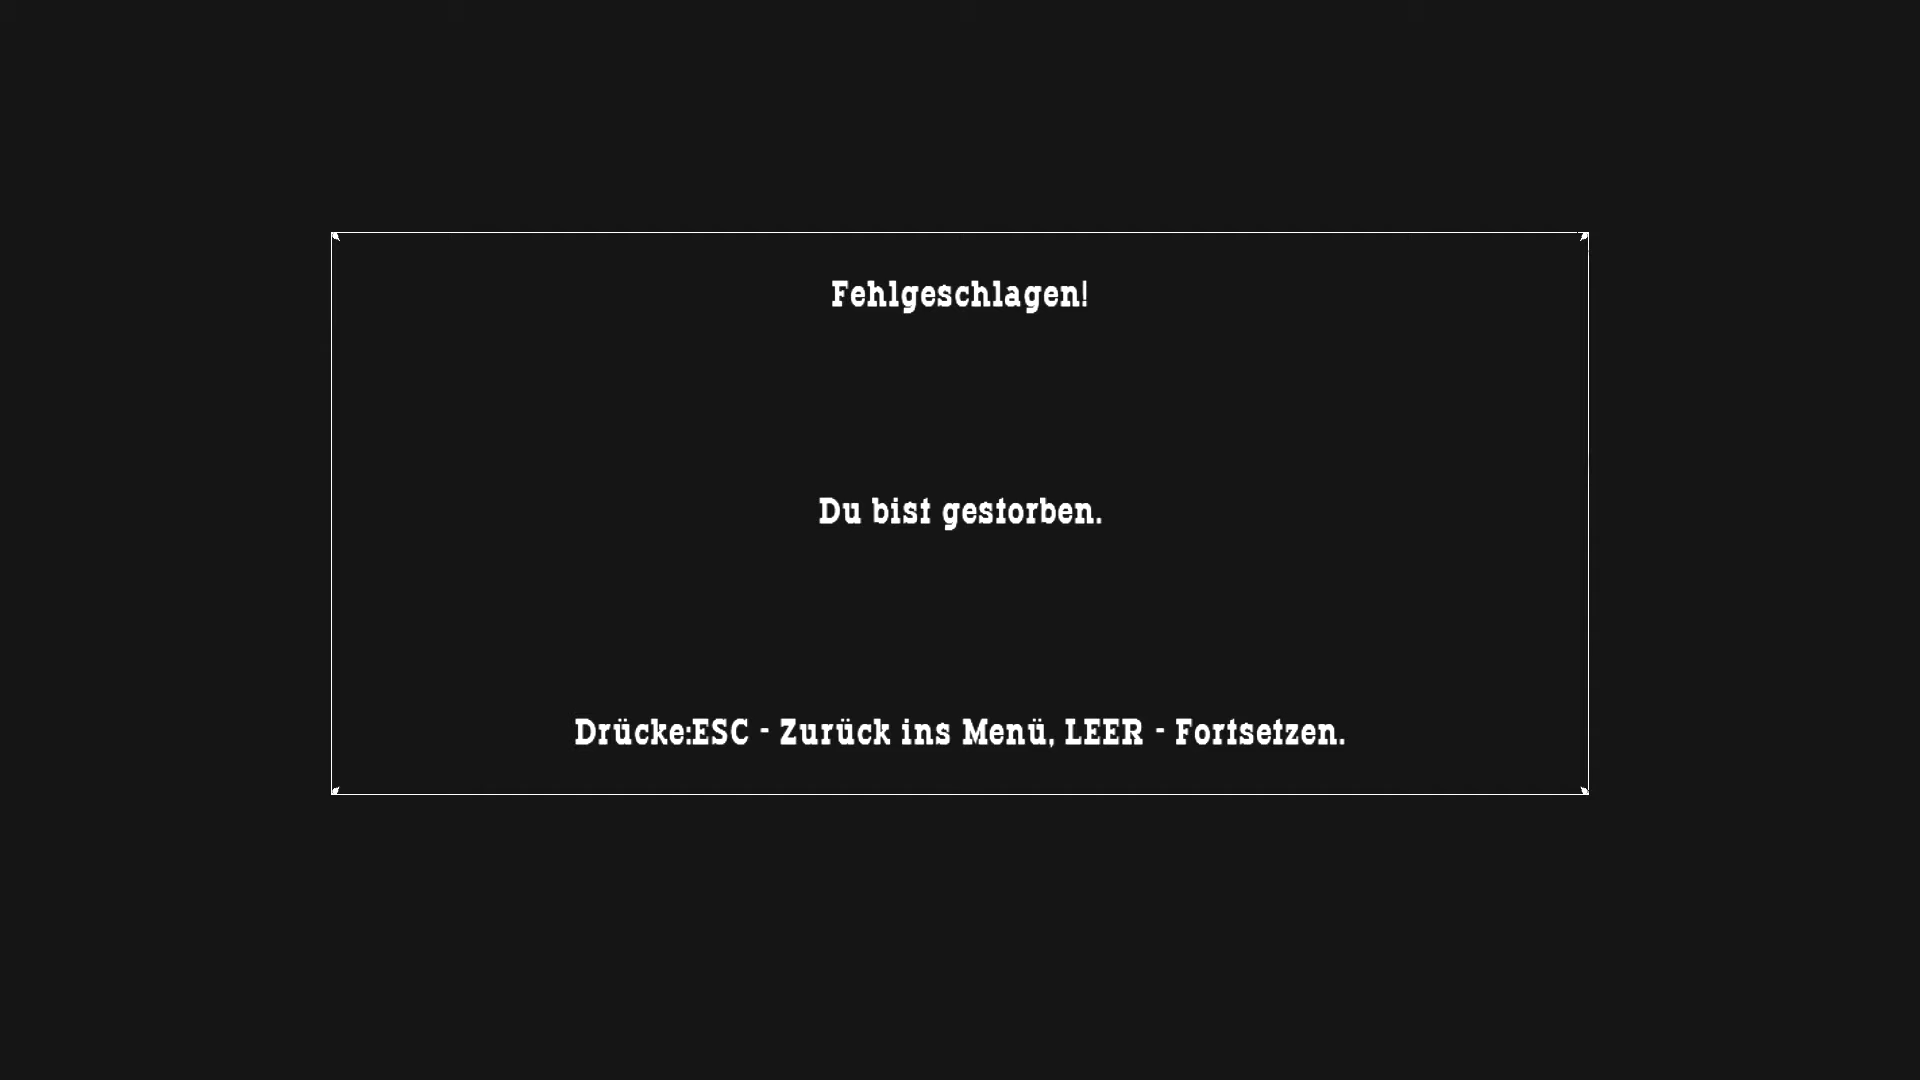 Fehlgeschlagen!
Du bist gestorben.
Drücke:ESC - Zurück ins Menü, LEER - Fortsetzen.